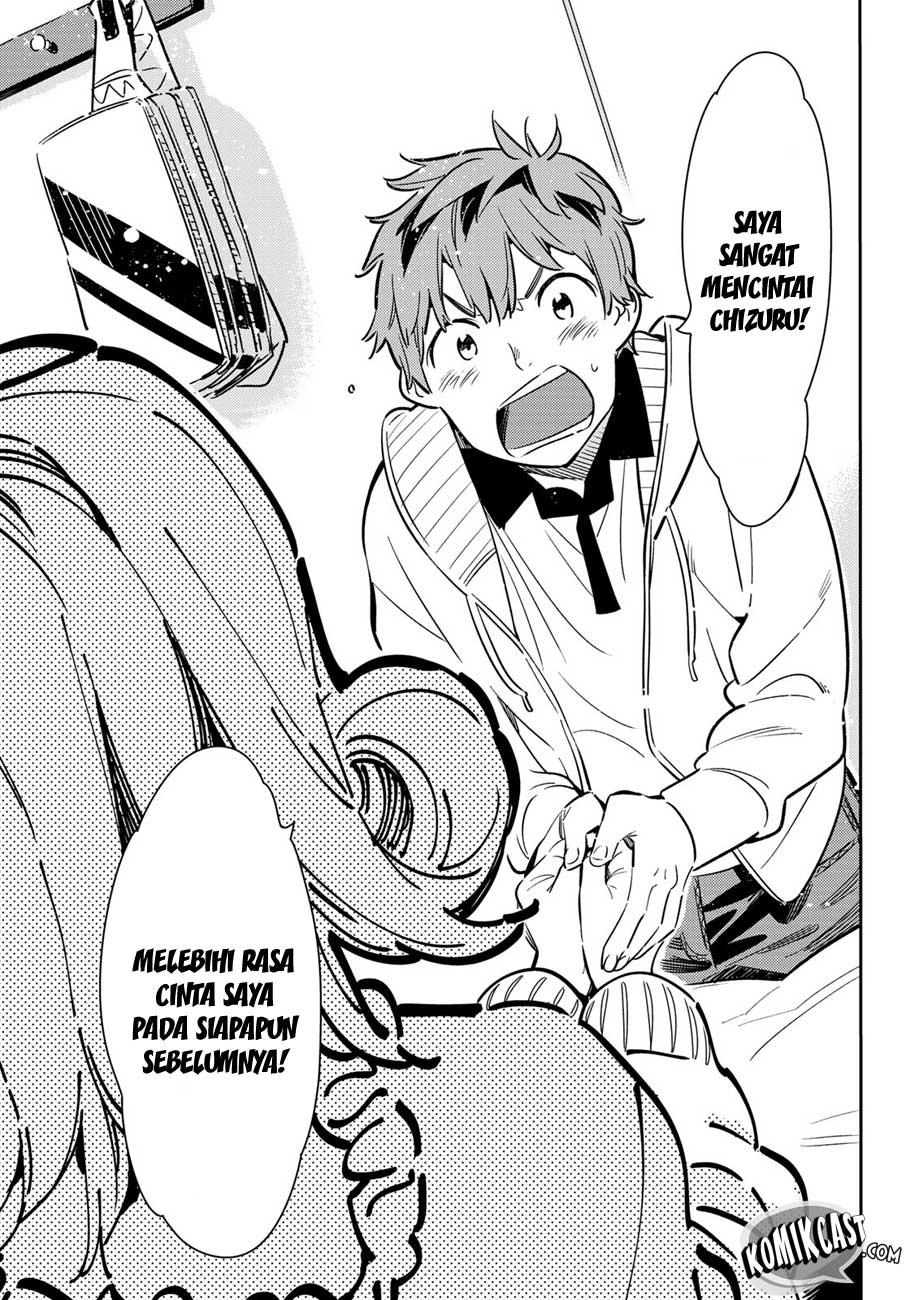 SAYA
SANGAT
MENCINTAI
CHIZURU!
MELEBIHI RASA
CINTA SAYA
PADA SIAPAPUN
SEBELUMNYA!
KOMIKCAST
.COM